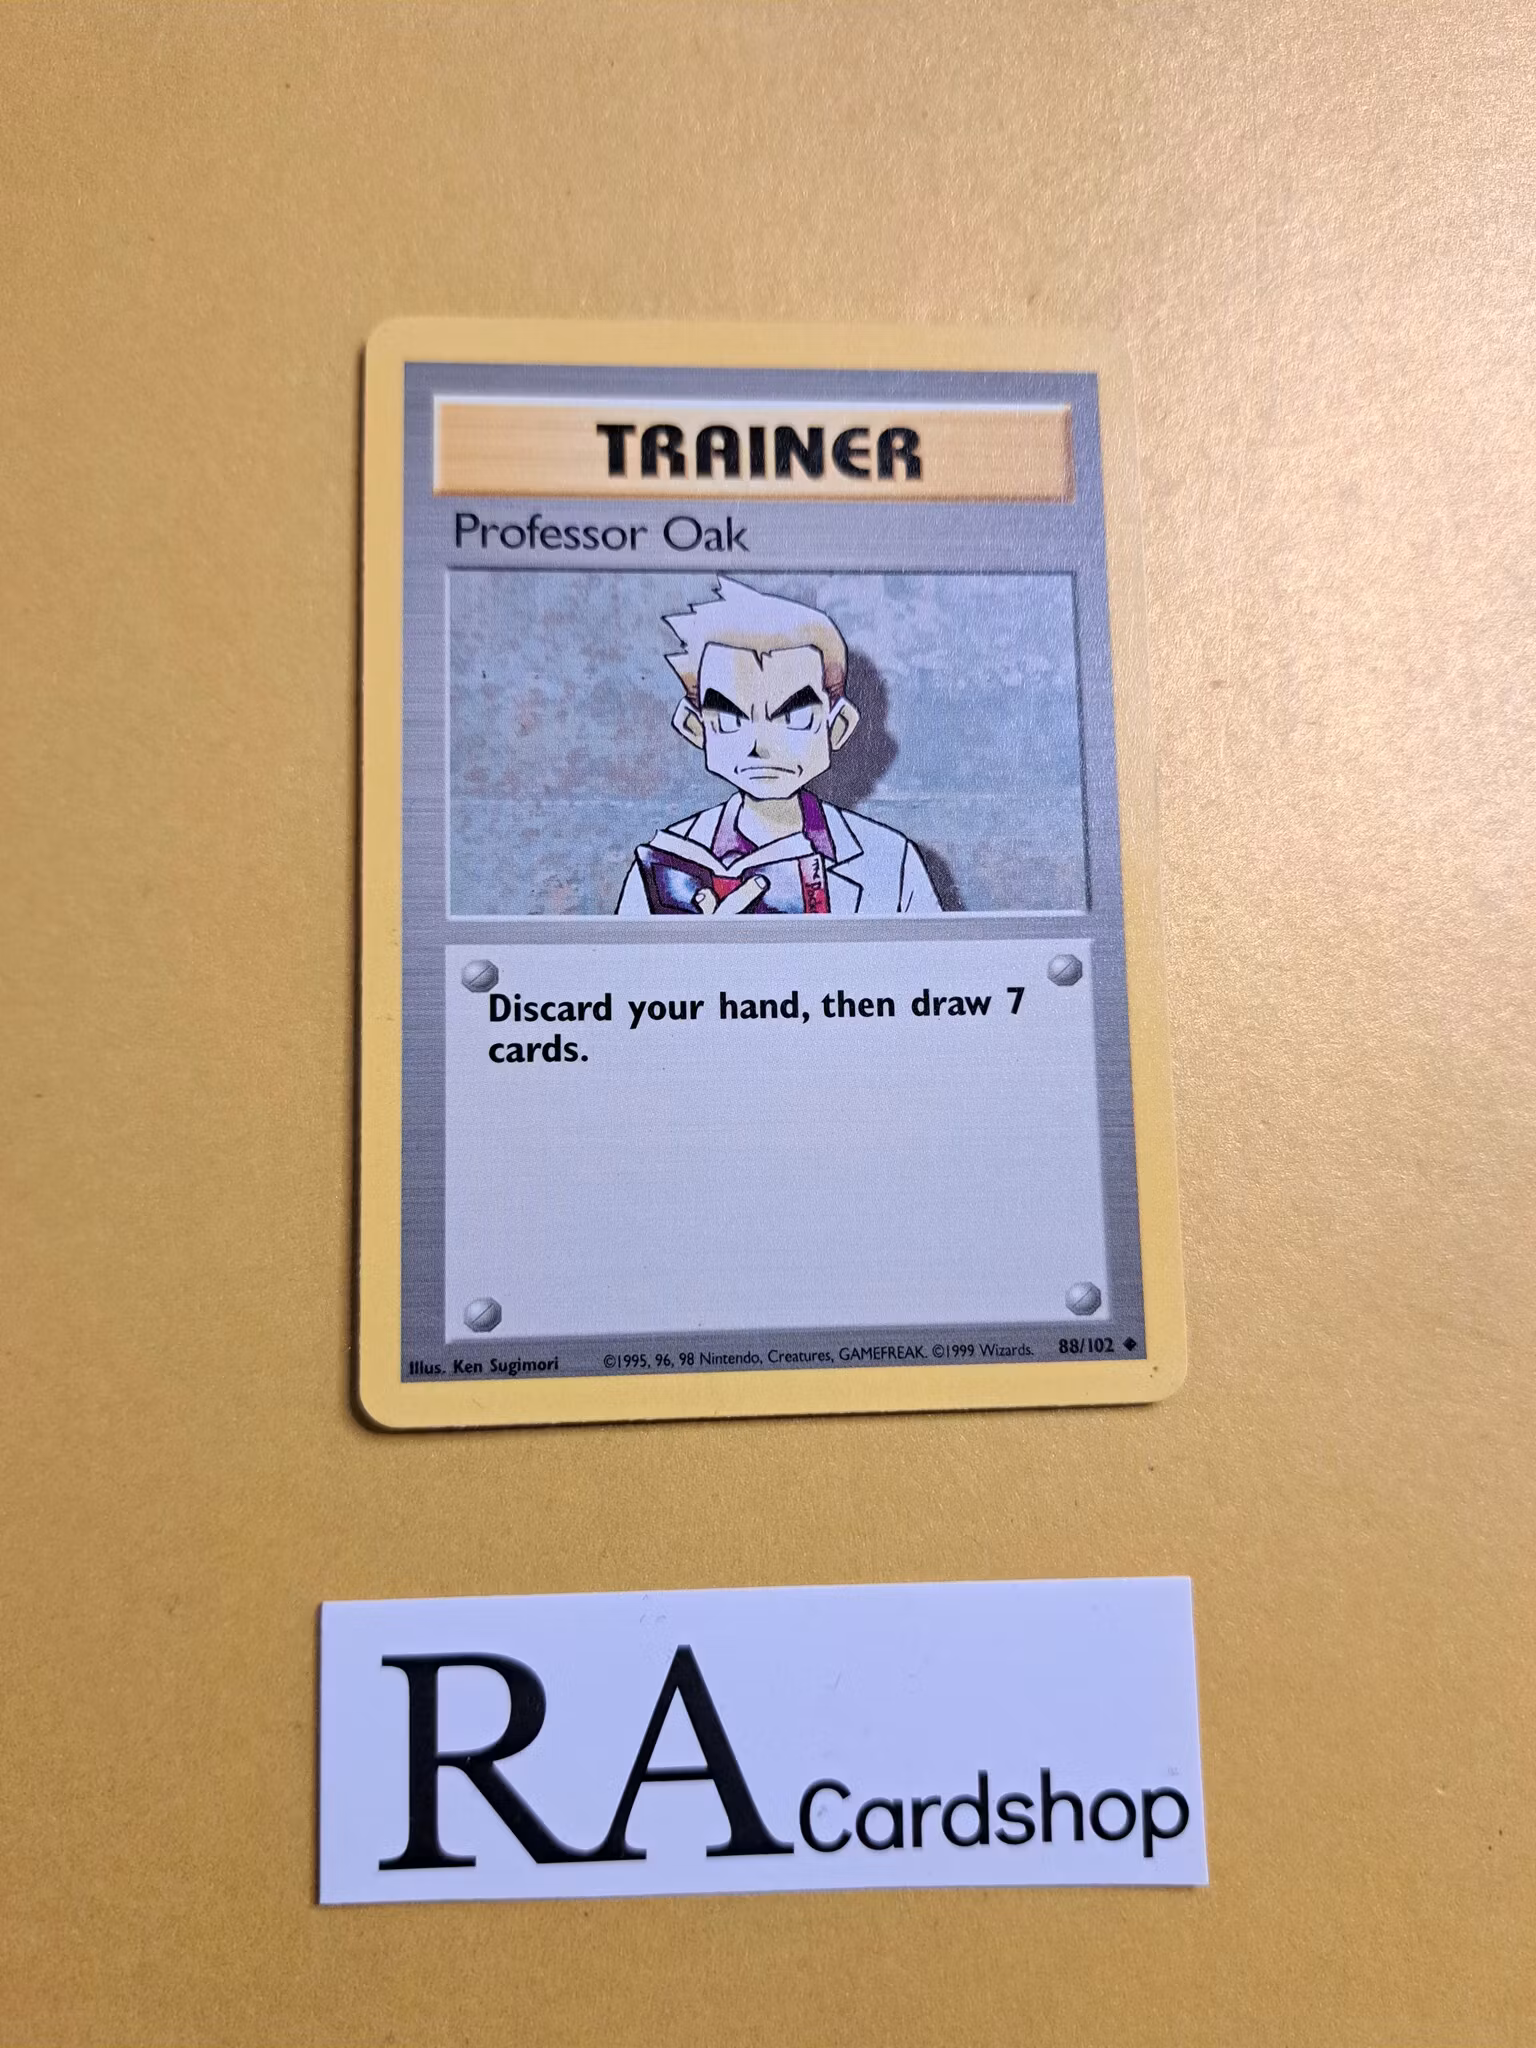 TRAINER
Professor Oak
Discard your hand, then draw 7
cards.
Illus. Ken Sugimori ©1995, 96, 98 Nintendo, Creatures, GAMEFREAK. ©1999 Wizards. 88/102 ◆
RA Cardshop